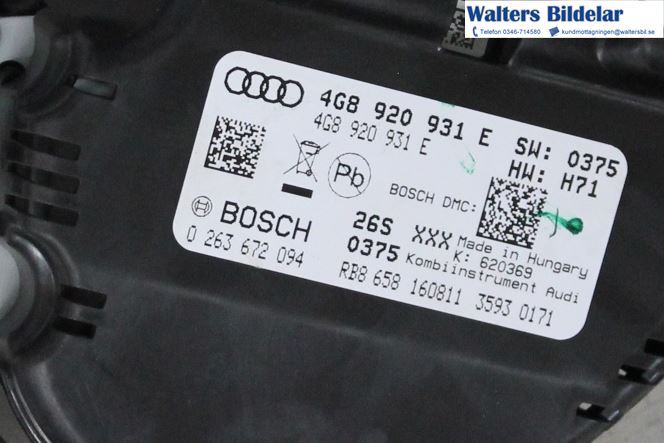 Walters Bildelar
Telefon 0346-714580 kundmottagningen@waltersbil.se
4G8 920 931 E SW: 0375
4G8 920 931 E HW: H71
Pb
BOSCH DMC:
BOSCH 26S XXX Made in Hungary
0375 K: 620369
0 263 672 094 Kombiinstrument Audi
RB8 658 160811 3593 0171